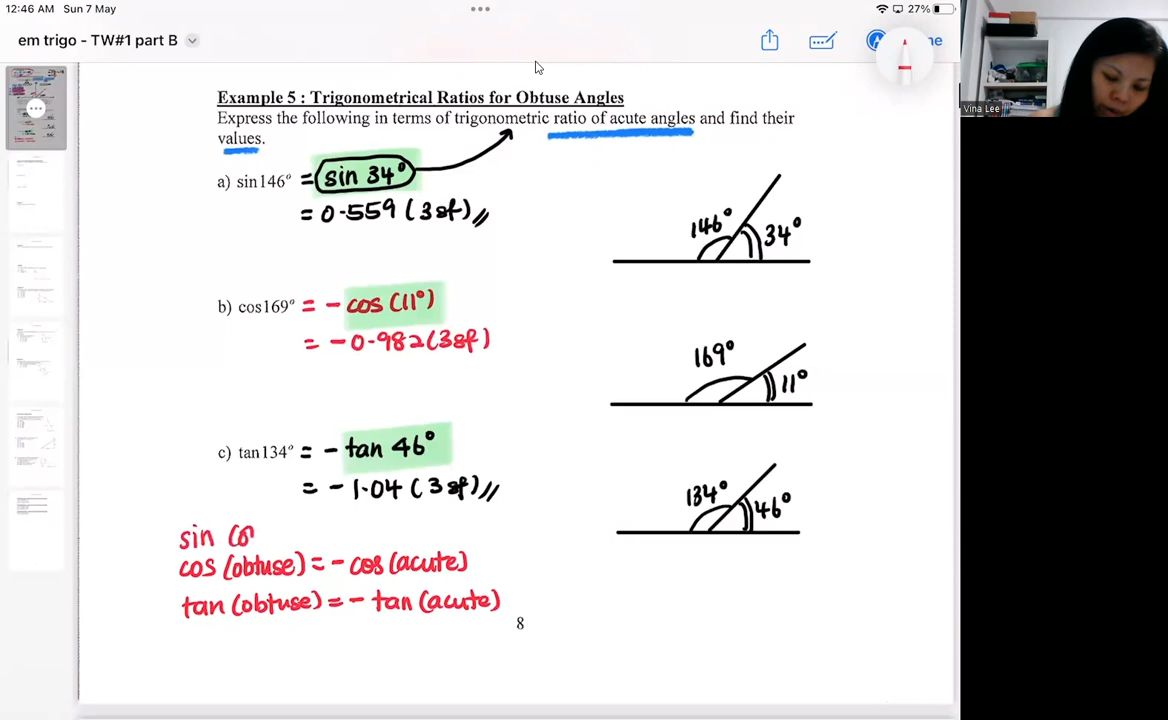 12:46 AM Sun 7 May
27%
em trigo - TW#1 part B
Vina Lee
Example 5 : Trigonometrical Ratios for Obtuse Angles
Express the following in terms of trigonometric ratio of acute angles and find their
values.
a) sin146° = sin 34°
= 0.559 (3sf)
146° 34°
b) cos169° = - cos (11°)
= - 0.982 (3sf)
169° 11°
c) tan134° = - tan 46°
= - 1.04 (3sf)
134° 46°
sin (o
cos (obtuse) = - cos (acute)
tan (obtuse) = - tan (acute)
8